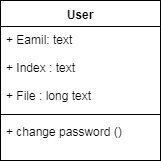 User
+ Eamil: text
+ Index : text
+ File : long text
+ change password ()